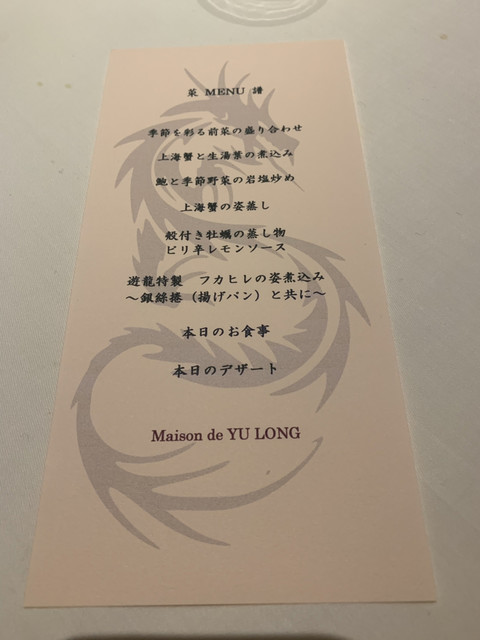 菜 MENU 譜
季節を彩る前菜の盛り合わせ
上海蟹と生湯葉の煮込み
鮑と季節野菜の岩塩炒め
上海蟹の姿蒸し
殻付き牡蠣の蒸し物
ピリ辛レモンソース
遊龍特製　フカヒレの姿煮込み
～銀絲捲（揚げパン）と共に～
本日のお食事
本日のデザート
Maison de YU LONG